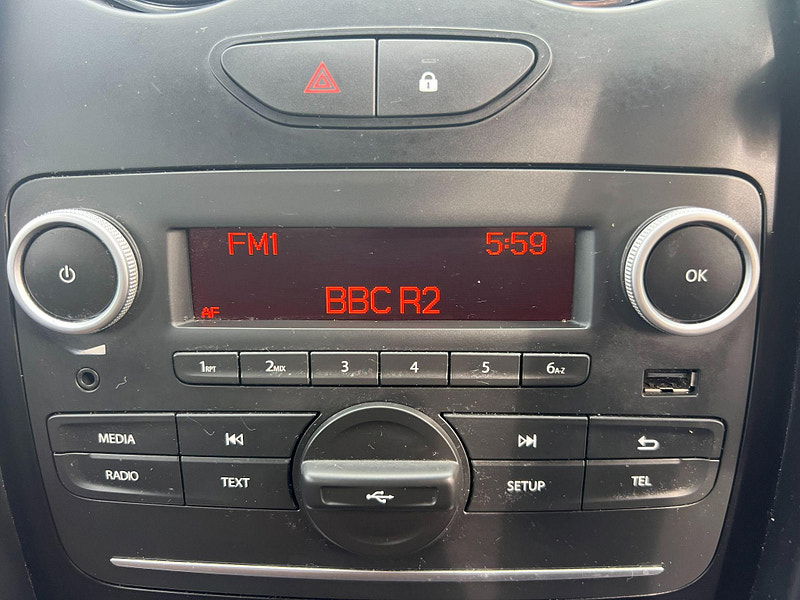 FM1 5:59
BBC R2
AF
OK
1RPT 2MIX 3 4 5 6A-Z
MEDIA
RADIO TEXT SETUP TEL